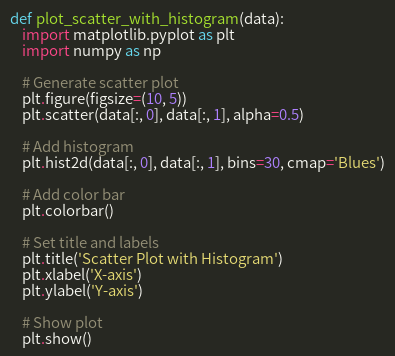 def plot_scatter_with_histogram(data):
    import matplotlib.pyplot as plt
    import numpy as np

    # Generate scatter plot
    plt.figure(figsize=(10, 5))
    plt.scatter(data[:, 0], data[:, 1], alpha=0.5)

    # Add histogram
    plt.hist2d(data[:, 0], data[:, 1], bins=30, cmap='Blues')

    # Add color bar
    plt.colorbar()

    # Set title and labels
    plt.title('Scatter Plot with Histogram')
    plt.xlabel('X-axis')
    plt.ylabel('Y-axis')

    # Show plot
    plt.show()